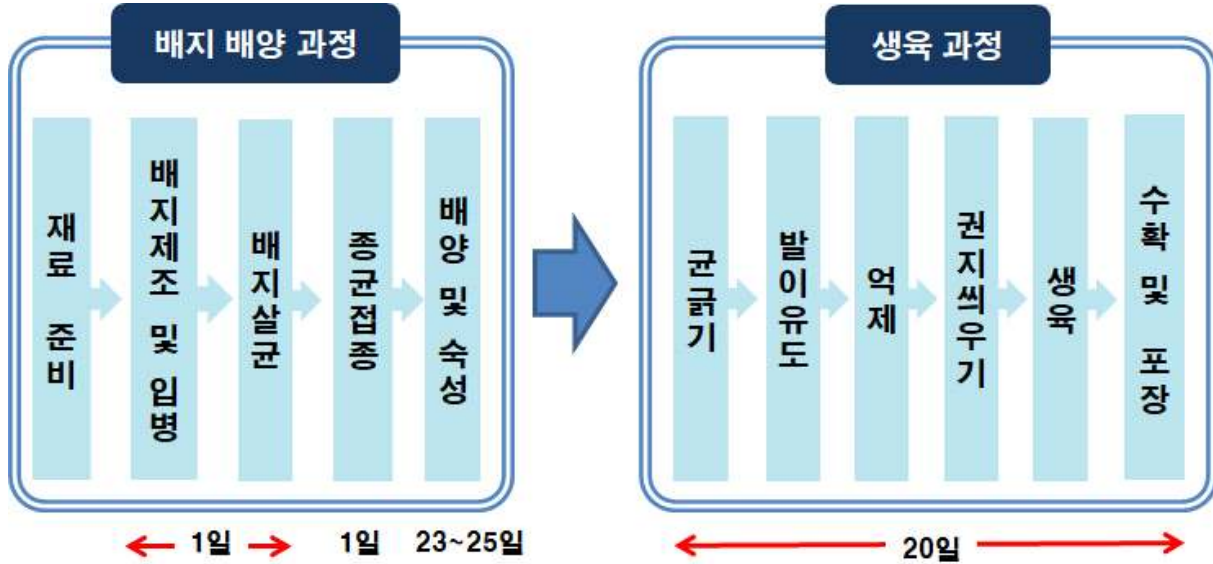 배지 배양 과정
재료 준비
배지제조 및 입병
배지살균
종균접종
배양 및 숙성
1일
1일
23~25일
생육 과정
균긁기
발이유도
억제
권지씌우기
생육
수확 및 포장
20일